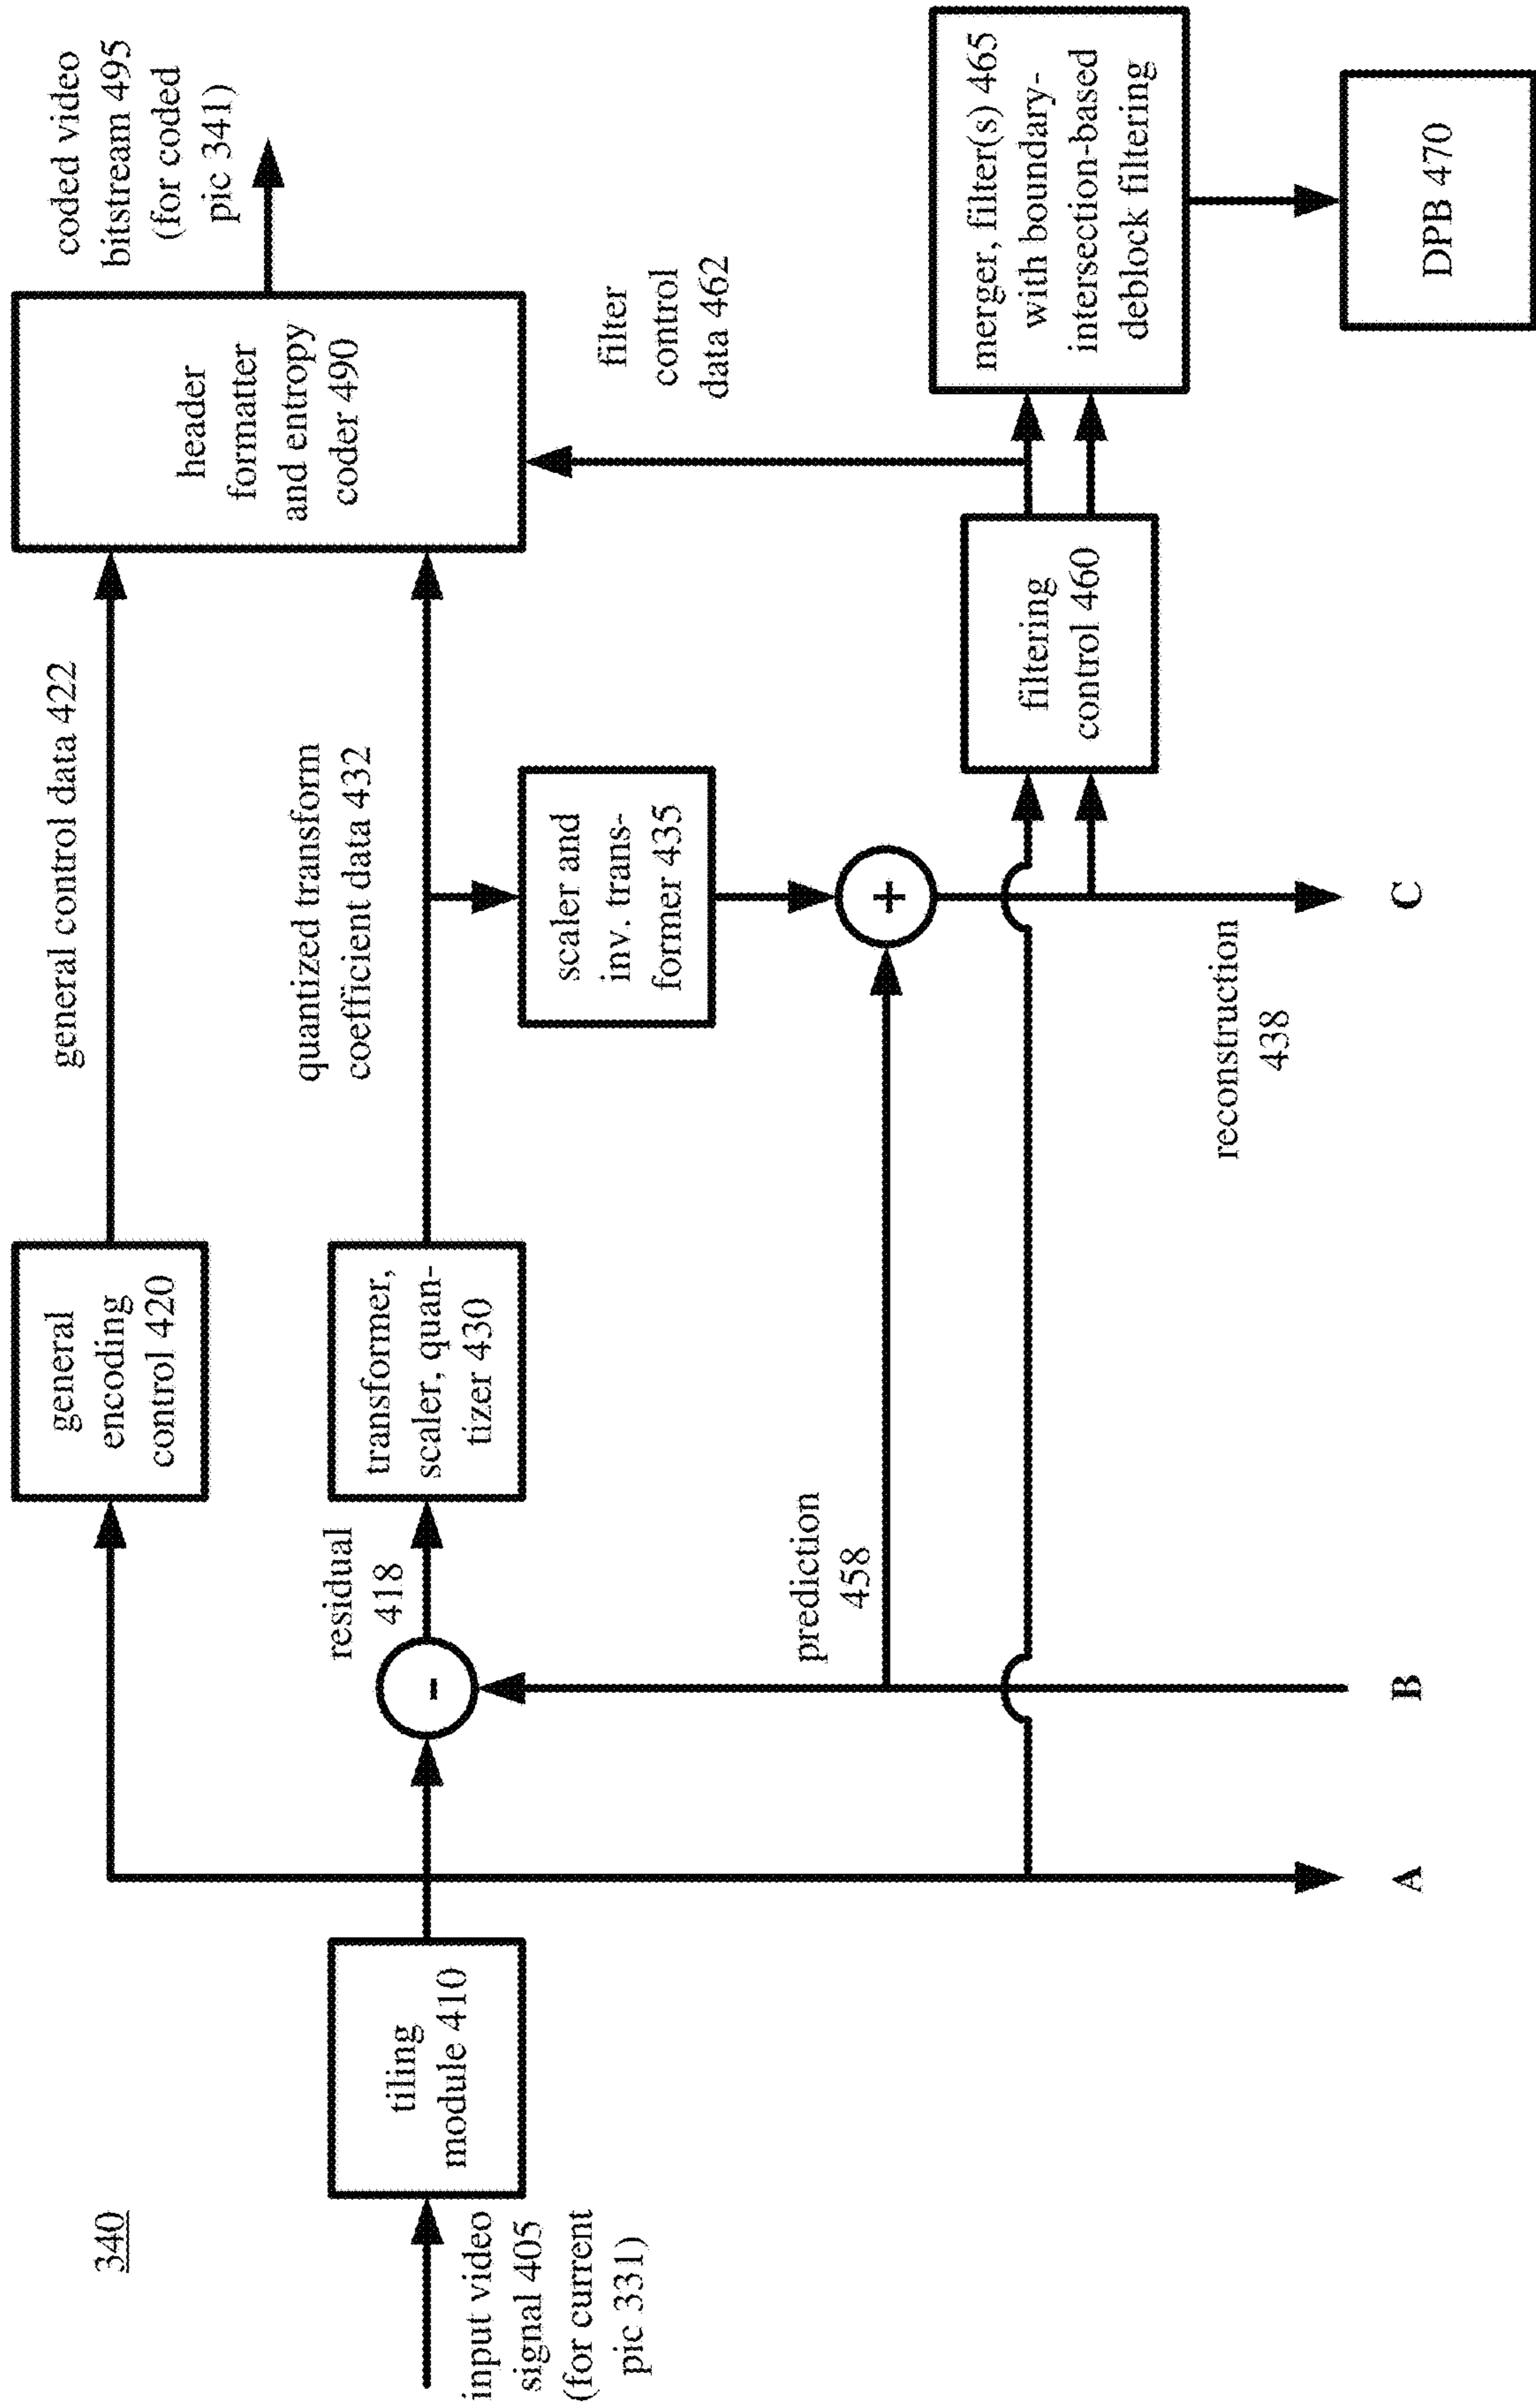 340
input video
signal 405
(for current
pic 331)
tiling
module 410
general
encoding
control 420
general control data 422
residual
418
-
transformer,
scaler, quan-
tizer 430
quantized transform
coefficient data 432
header
formatter
and entropy
coder 490
coded video
bitstream 495
(for coded
pic 341)
scaler and
inv. trans-
former 435
prediction
458
+
filter
control
data 462
filtering
control 460
merger, filter(s) 465
with boundary-
intersection-based
deblock filtering
reconstruction
438
DPB 470
A
B
C